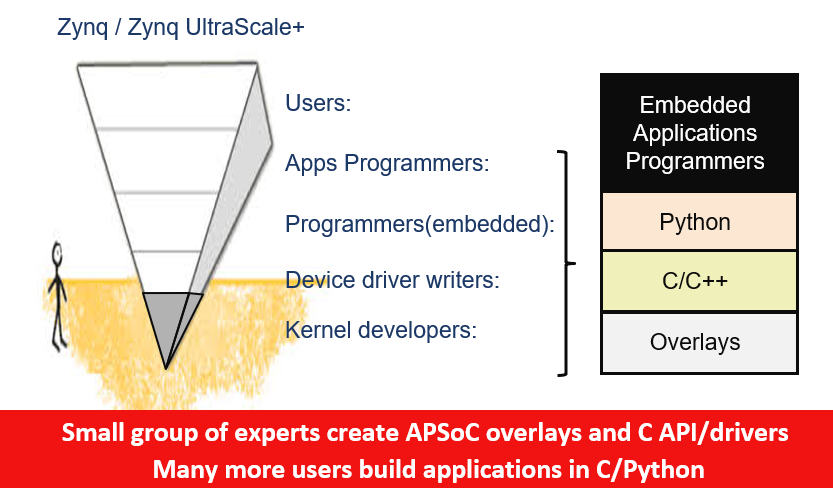 Zynq / Zynq UltraScale+
Users:
Apps Programmers:
Programmers(embedded):
Device driver writers:
Kernel developers:
Embedded
Applications
Programmers
Python
C/C++
Overlays
Small group of experts create APSoC overlays and C API/drivers
Many more users build applications in C/Python